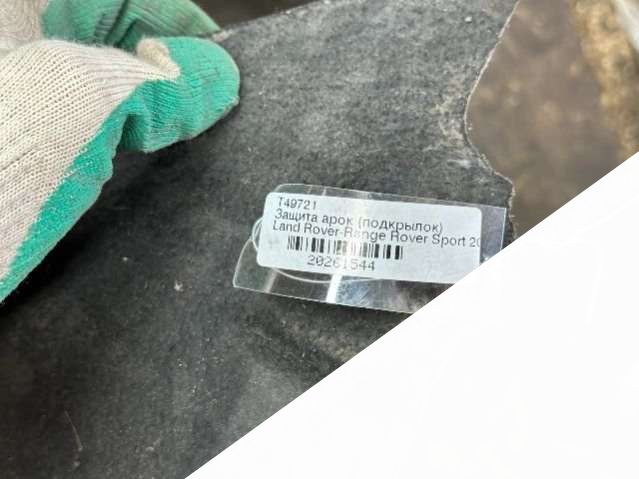 T49721
Защита арок (подкрылок)
Land Rover-Range Rover Sport 20
20261544